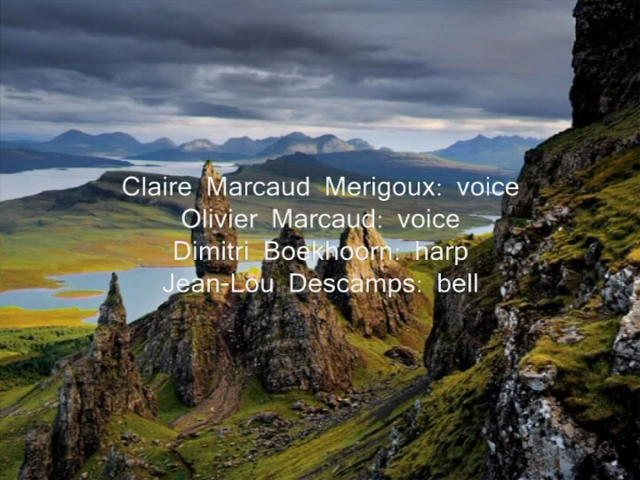 Claire Marcaud Merigoux: voice
Olivier Marcaud: voice
Dimitri Boekhoorn: harp
Jean-Lou Descamps: bell